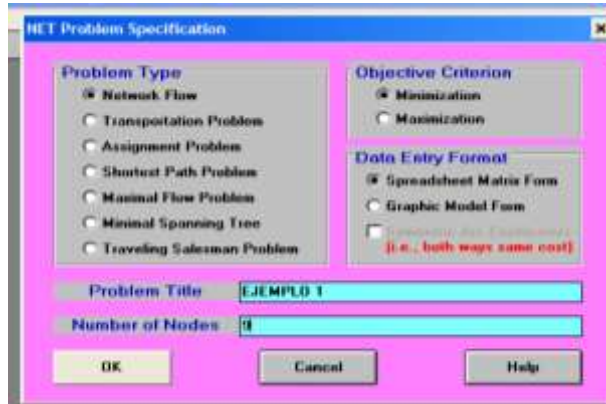 NET Problem Specification
Problem Type
Network Flow
Transportation Problem
Assignment Problem
Shortest Path Problem
Maximal Flow Problem
Minimal Spanning Tree
Traveling Salesman Problem
Objective Criterion
Minimization
Maximization
Data Entry Format
Spreadsheet Matrix Form
Graphic Model Form
(i.e., both ways same cost)
Problem Title EJEMPLO 1
Number of Nodes 9
OK Cancel Help